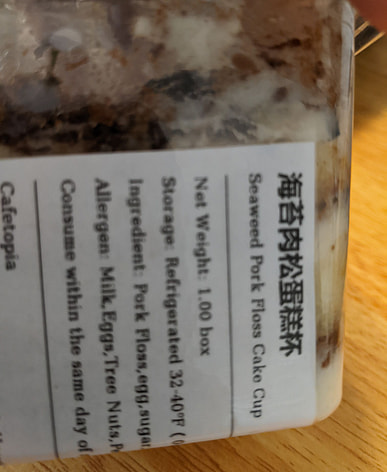 海苔肉松蛋糕杯
Seaweed Pork Floss Cake Cup
Net Weight: 1.00 box
Storage: Refrigerated 32-40°F (
Ingredient: Pork Floss,egg,sugar
Allergen: Milk,Eggs,Tree Nuts,
Consume within the same day of
Cafetopia